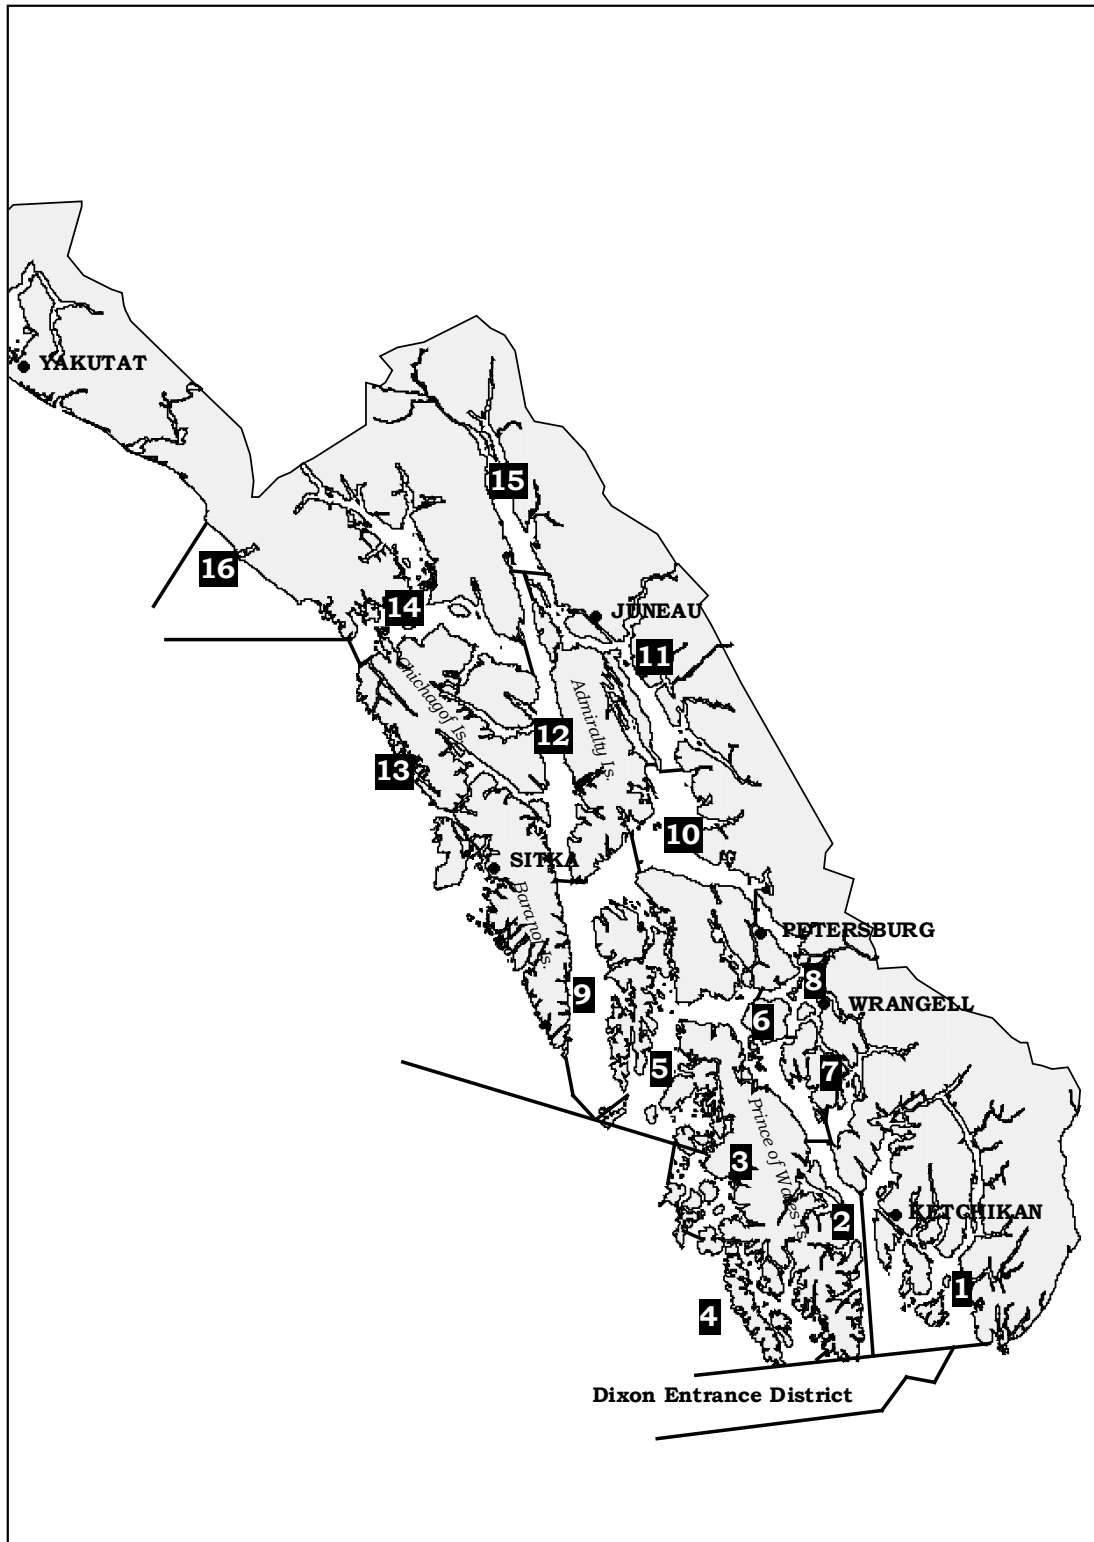 YAKUTAT
15
16
14
JUNEAU
11
Chichagof Is.
Admiralty Is.
12
13
10
SITKA
Baranof Is.
PETERSBURG
8
9
WRANGELL
6
5
7
Prince of Wales Is.
3
KETCHIKAN
2
1
4
Dixon Entrance District